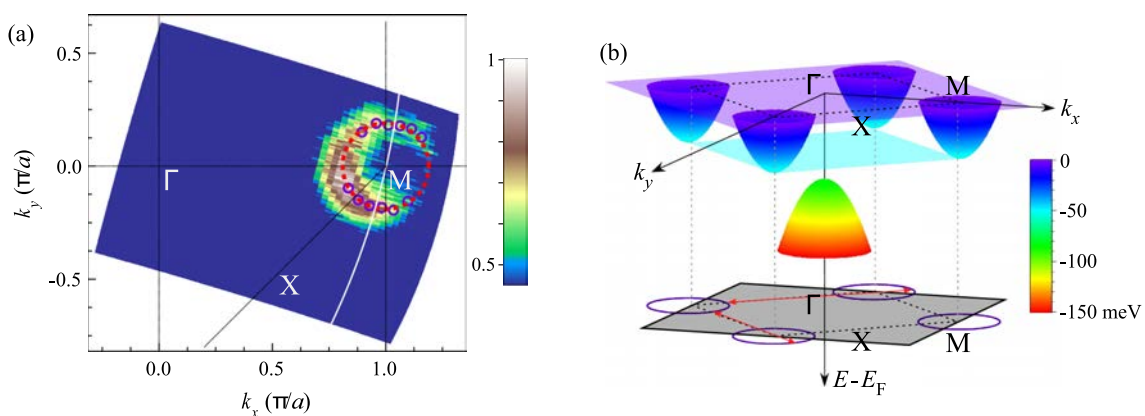 (a)
0.5
0.0
-0.5
k_y (π/a)
0.0
0.5
1.0
k_x (π/a)
Γ
M
X
1
0.5
(b)
Γ
M
X
k_x
k_y
0
-50
-100
-150 meV
Γ
X
M
E-E_F